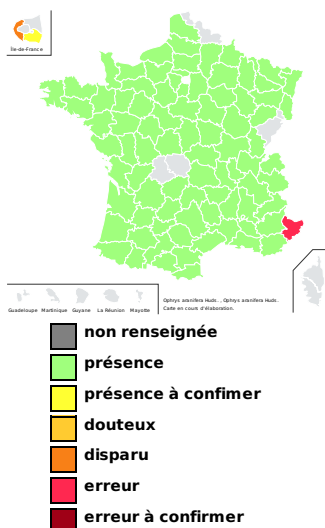 Île-de-France
Ophrys aranifera Huds. , Ophrys aranifera Huds.
Carte en cours d'élaboration.
Guadeloupe Martinique Guyane La Réunion Mayotte
non renseignée
présence
présence à confimer
douteux
disparu
erreur
erreur à confirmer